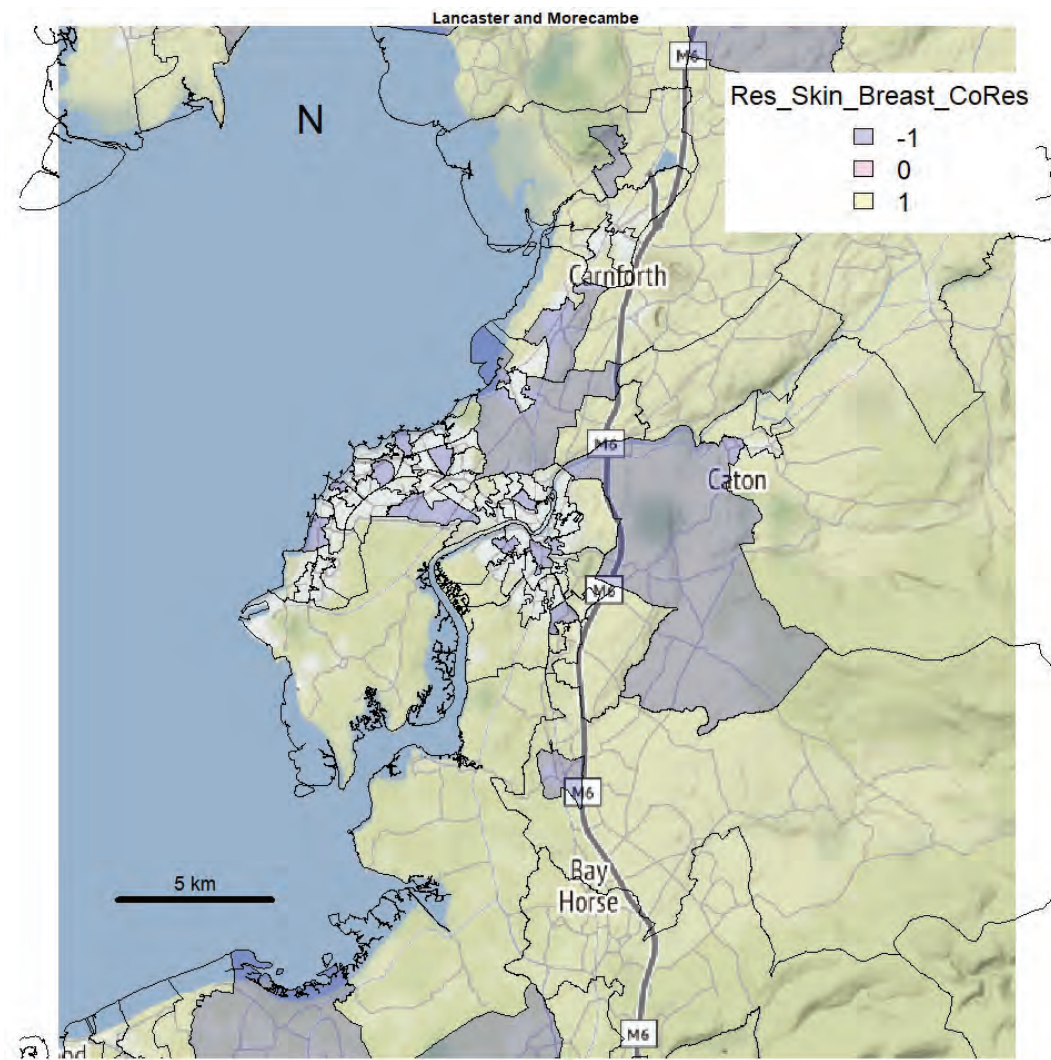 Lancaster and Morecambe
M6
N
Res_Skin_Breast_CoRes
-1
0
1
Carnforth
M6
Caton
M6
M6
5 km
Bay
Horse
M6